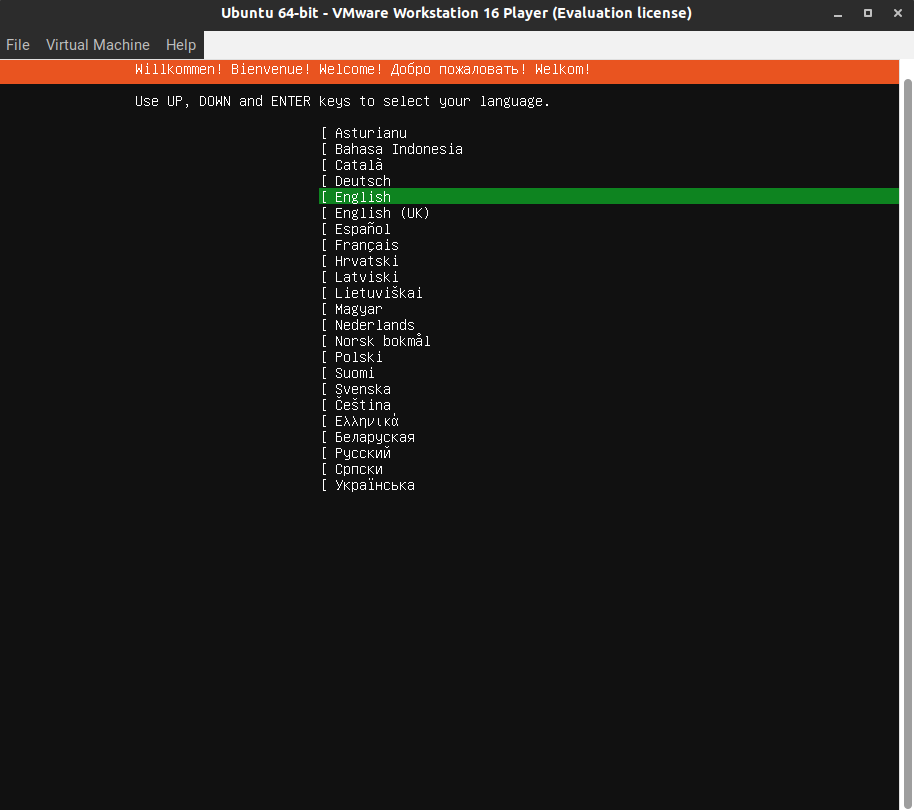 Ubuntu 64-bit - VMware Workstation 16 Player (Evaluation license)
File Virtual Machine Help
Willkommen! Bienvenue! Welcome! Добро пожаловать! Welkom!
Use UP, DOWN and ENTER keys to select your language.
[ Asturianu
[ Bahasa Indonesia
[ Català
[ Deutsch
[ English
[ English (UK)
[ Español
[ Français
[ Hrvatski
[ Latviski
[ Lietuviškai
[ Magyar
[ Nederlands
[ Norsk bokmål
[ Polski
[ Suomi
[ Svenska
[ Čeština
[ Ελληνικά
[ Беларуская
[ Русский
[ Српски
[ Українська